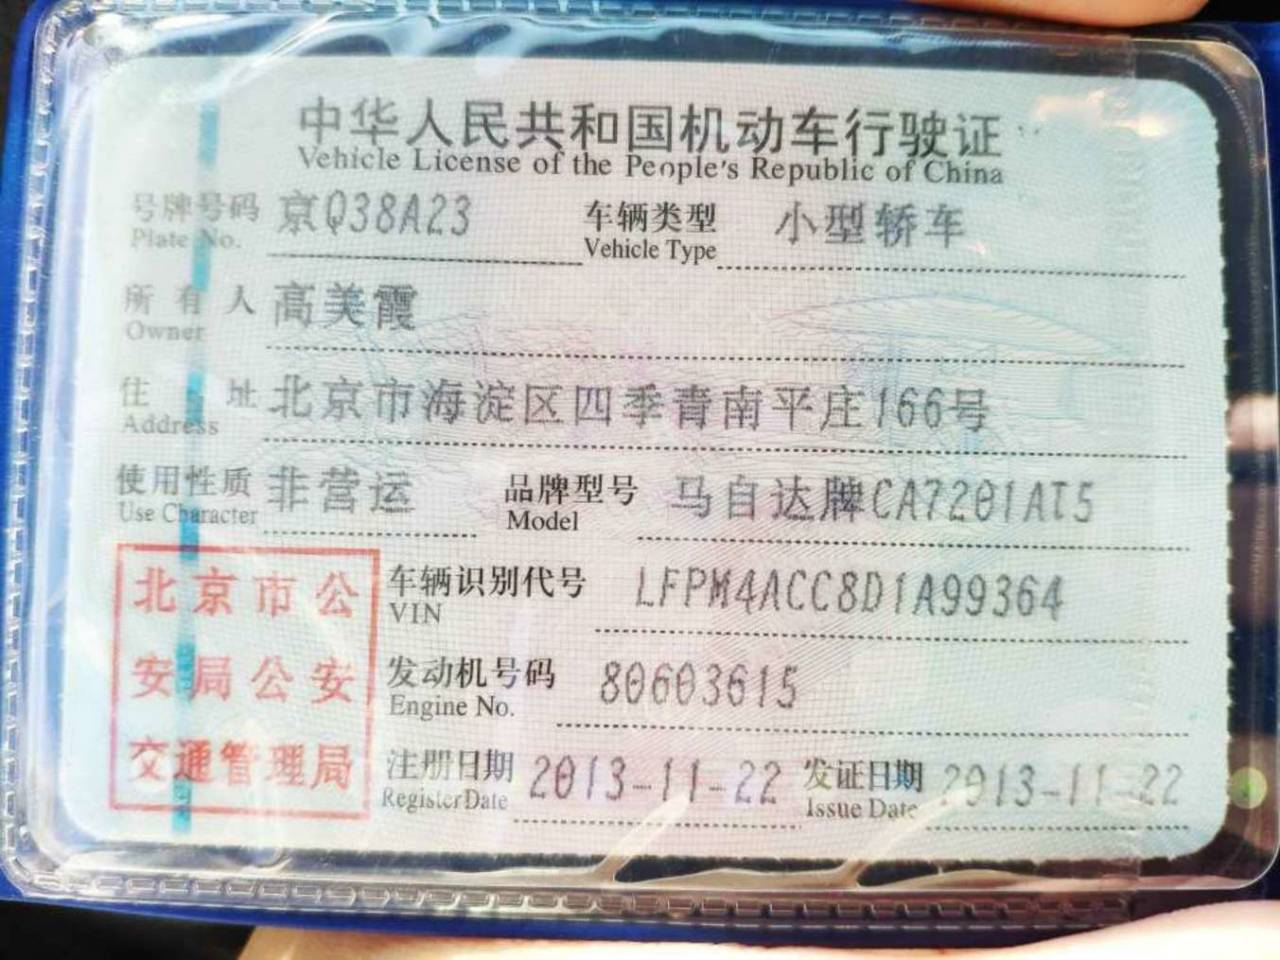 中华人民共和国机动车行驶证
Vehicle License of the People's Republic of China
号牌号码 京Q38A23 车辆类型 小型轿车
Plate No. Vehicle Type
所有人 高美霞
Owner
住址 北京市海淀区四季青南平庄166号
Address
使用性质 非营运 品牌型号 马自达牌CA7201AT5
Use Character Model
北京市公
安局公安
交通管理局
车辆识别代号 LFPM4ACC8D1A99364
VIN
发动机号码 80603615
Engine No.
注册日期 2013-11-22 发证日期 2013-11-22
Register Date Issue Date